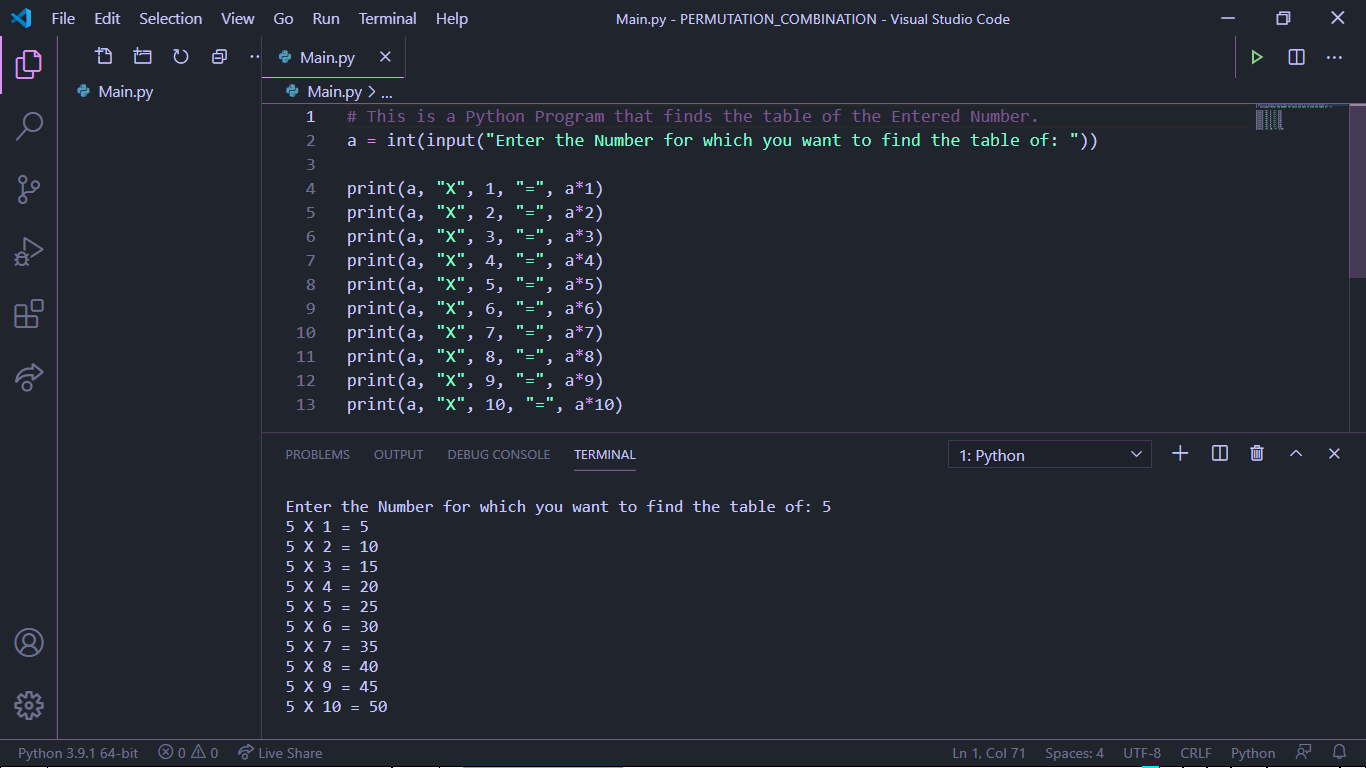 File Edit Selection View Go Run Terminal Help Main.py - PERMUTATION_COMBINATION - Visual Studio Code
Main.py
Main.py
Main.py > ...
1 # This is a Python Program that finds the table of the Entered Number.
2 a = int(input("Enter the Number for which you want to find the table of: "))
3
4 print(a, "X", 1, "=", a*1)
5 print(a, "X", 2, "=", a*2)
6 print(a, "X", 3, "=", a*3)
7 print(a, "X", 4, "=", a*4)
8 print(a, "X", 5, "=", a*5)
9 print(a, "X", 6, "=", a*6)
10 print(a, "X", 7, "=", a*7)
11 print(a, "X", 8, "=", a*8)
12 print(a, "X", 9, "=", a*9)
13 print(a, "X", 10, "=", a*10)
PROBLEMS OUTPUT DEBUG CONSOLE TERMINAL 1: Python
Enter the Number for which you want to find the table of: 5
5 X 1 = 5
5 X 2 = 10
5 X 3 = 15
5 X 4 = 20
5 X 5 = 25
5 X 6 = 30
5 X 7 = 35
5 X 8 = 40
5 X 9 = 45
5 X 10 = 50
Python 3.9.1 64-bit 0 0 Live Share Ln 1, Col 71 Spaces: 4 UTF-8 CRLF Python